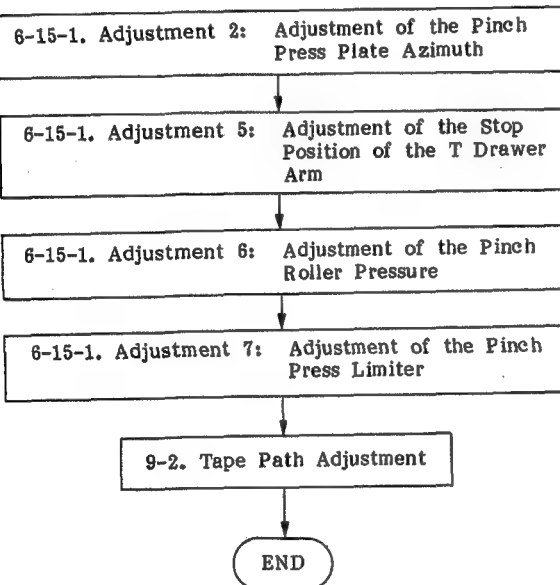 6-15-1. Adjustment 2: Adjustment of the Pinch
Press Plate Azimuth
6-15-1. Adjustment 5: Adjustment of the Stop
Position of the T Drawer
Arm
6-15-1. Adjustment 6: Adjustment of the Pinch
Roller Pressure
6-15-1. Adjustment 7: Adjustment of the Pinch
Press Limiter
9-2. Tape Path Adjustment
END